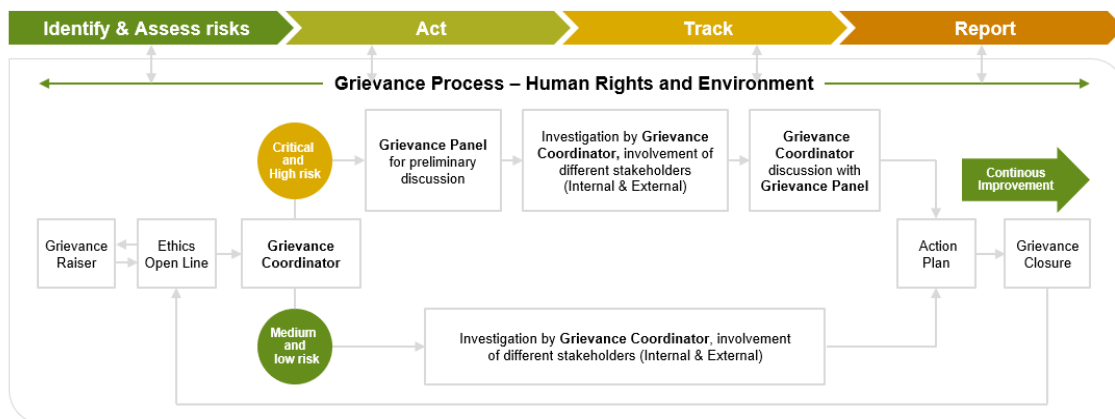 Identify & Assess risks
Act
Track
Report
Grievance Process – Human Rights and Environment
Critical
and
High risk
Grievance Panel
for preliminary
discussion
Investigation by Grievance
Coordinator, involvement of
different stakeholders
(Internal & External)
Grievance
Coordinator
discussion with
Grievance Panel
Continous
Improvement
Grievance
Raiser
Ethics
Open Line
Grievance
Coordinator
Action
Plan
Grievance
Closure
Medium
and
low risk
Investigation by Grievance Coordinator, involvement
of different stakeholders (Internal & External)